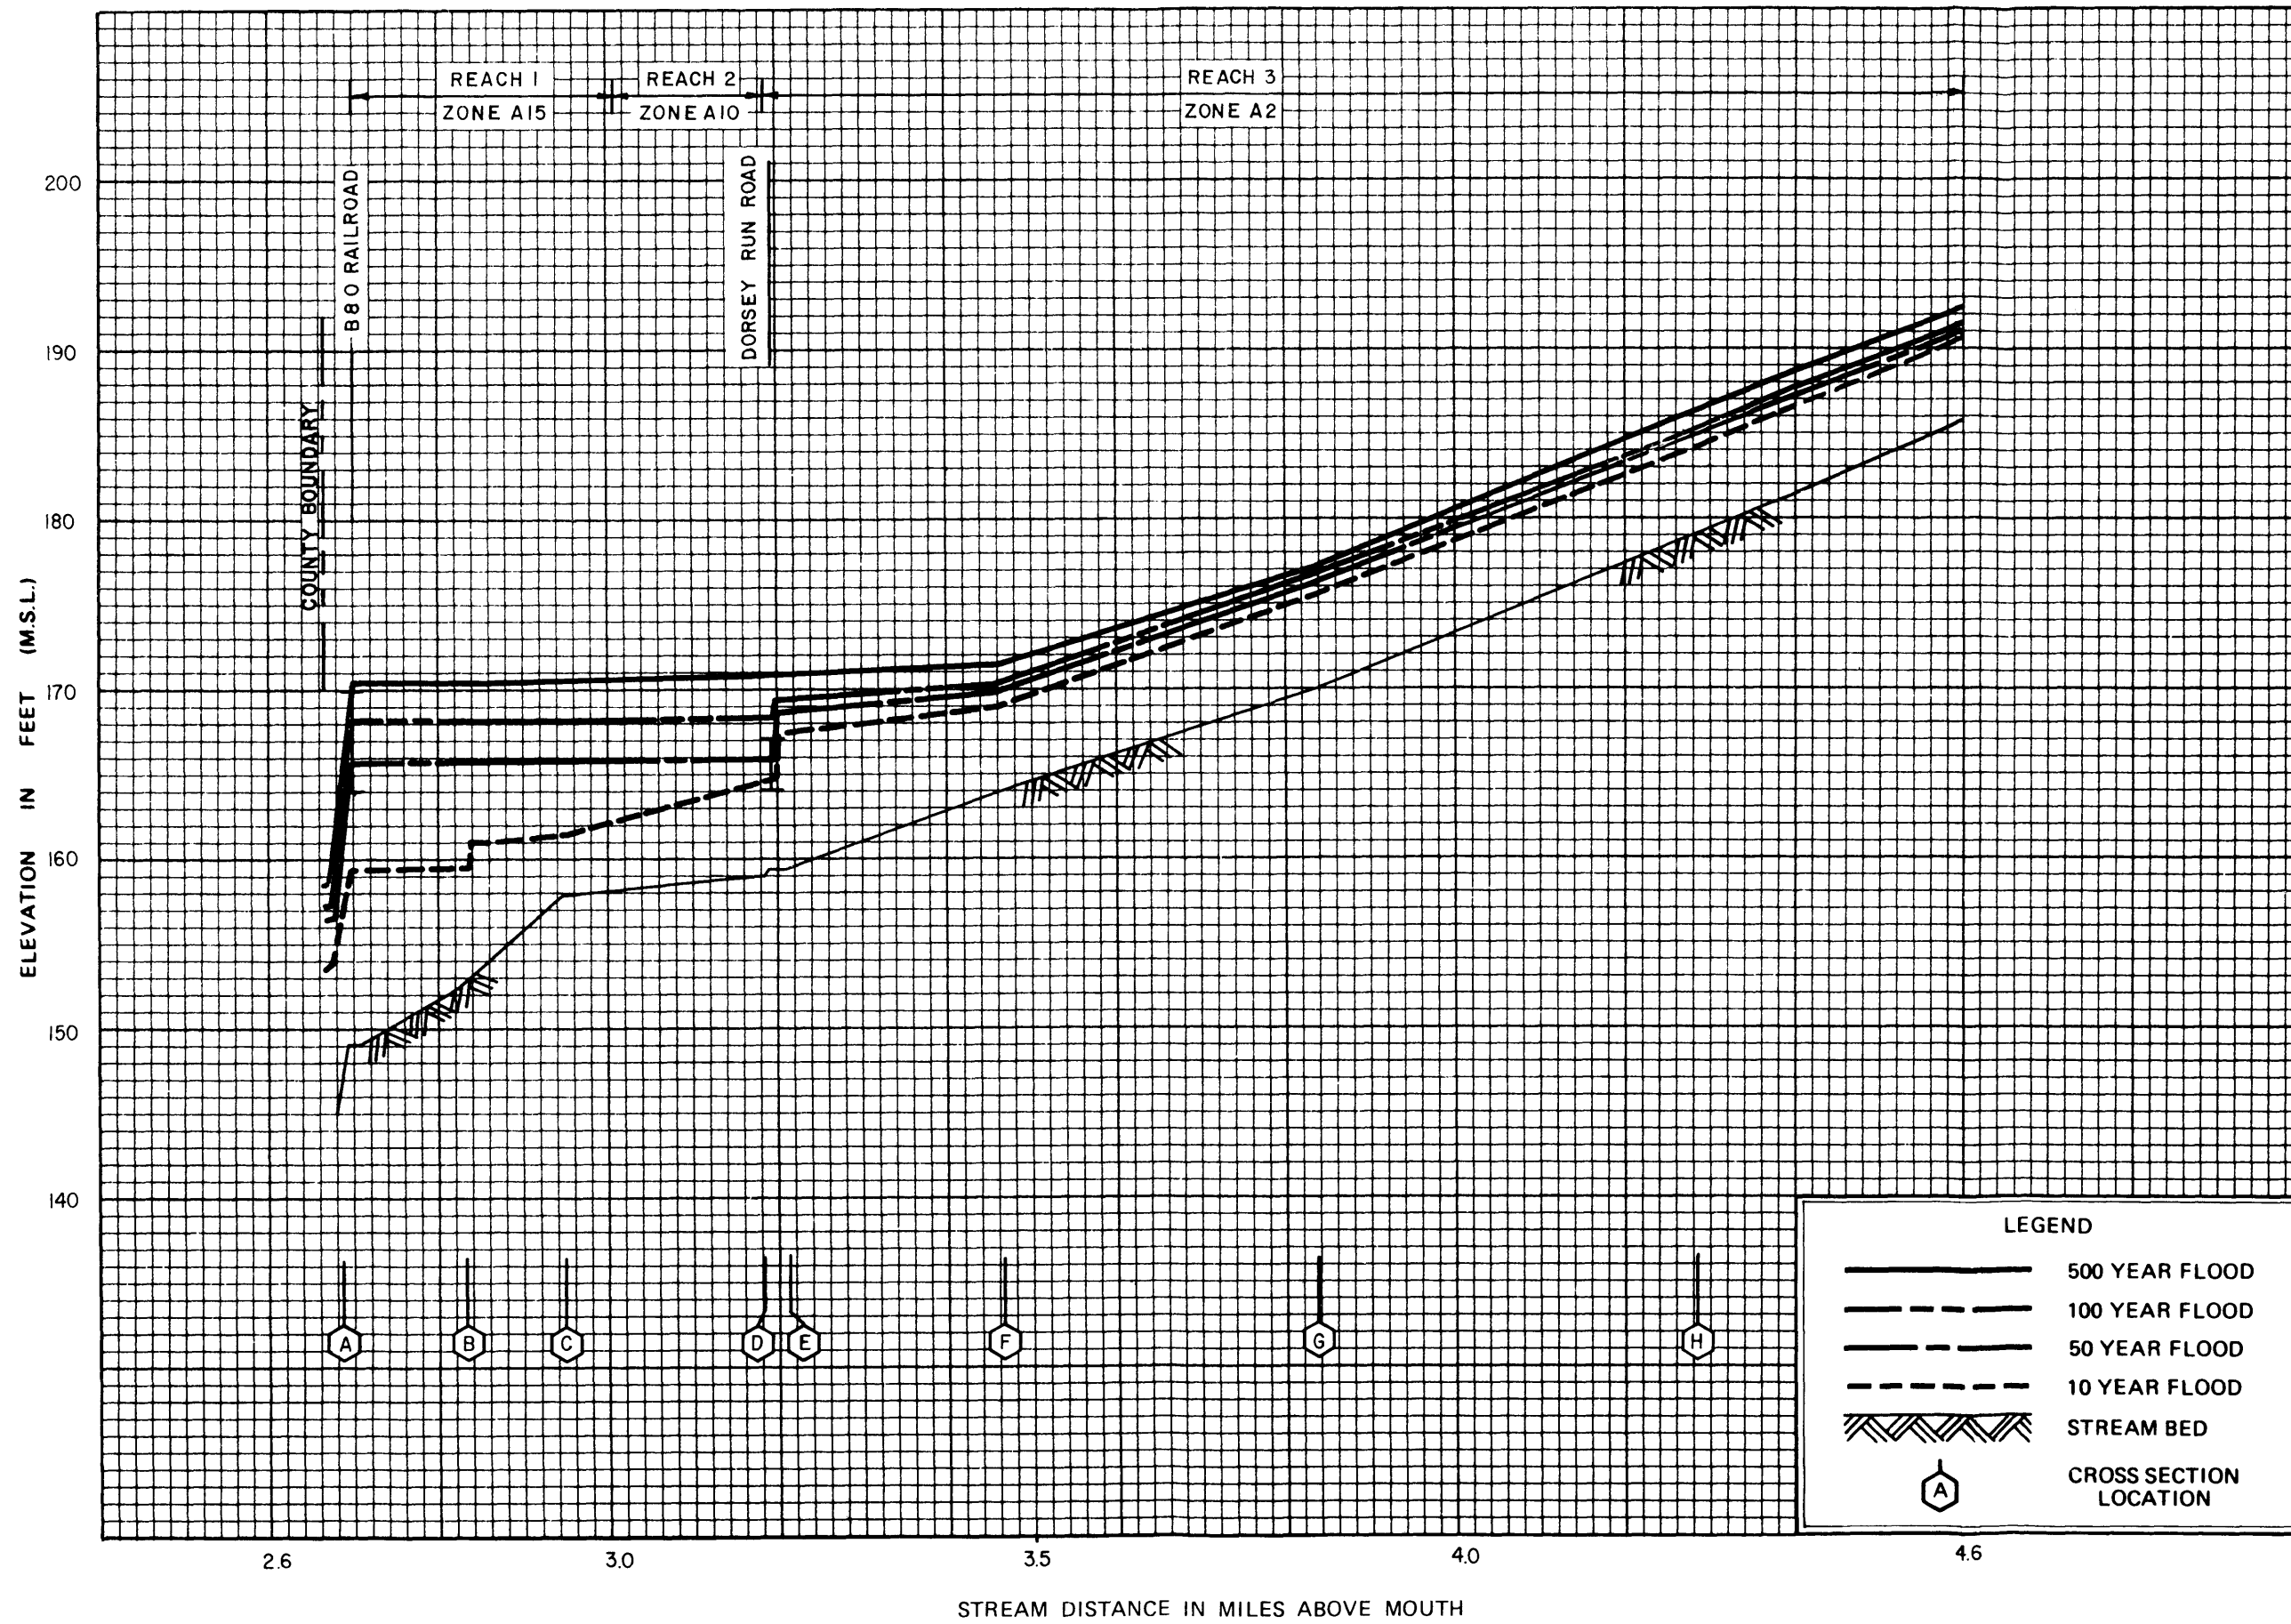 REACH 1
ZONE A15
REACH 2
ZONE A10
REACH 3
ZONE A2
B80 RAILROAD
DORSEY RUN ROAD
COUNTY BOUNDARY
ELEVATION IN FEET (M.S.L.)
200
190
180
170
160
150
140
A
B
C
D
E
F
G
H
2.6
3.0
3.5
4.0
4.6
STREAM DISTANCE IN MILES ABOVE MOUTH
LEGEND
500 YEAR FLOOD
100 YEAR FLOOD
50 YEAR FLOOD
10 YEAR FLOOD
STREAM BED
A
CROSS SECTION
LOCATION